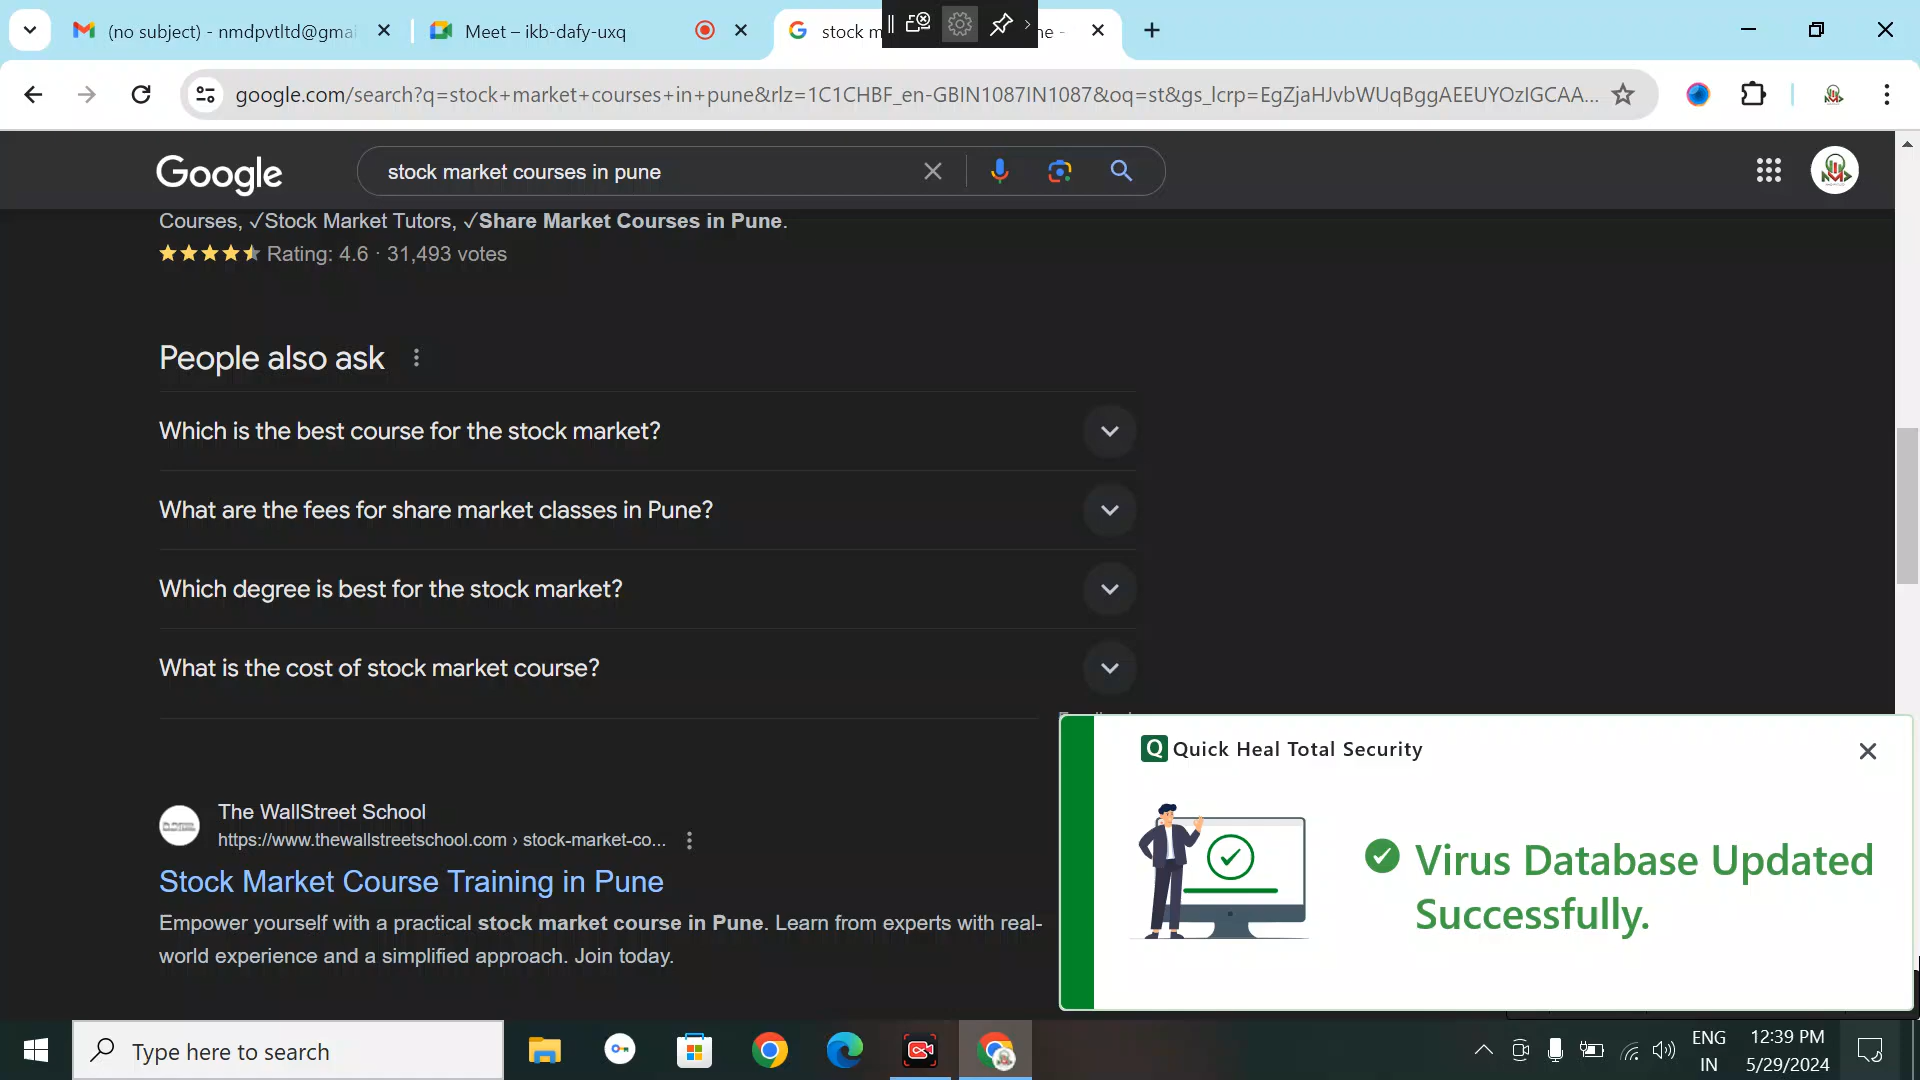 (no subject) - nmdpvtltd@gmai
Meet – ikb-dafy-uxq
stock m
ne -
google.com/search?q=stock+market+courses+in+pune&rlz=1C1CHBF_en-GBIN1087IN1087&oq=st&gs_lcrp=EgZjaHJvbWUqBggAEEUYOzIGCAA...
Google
stock market courses in pune
Courses, ✓Stock Market Tutors, ✓Share Market Courses in Pune.
Rating: 4.6 · 31,493 votes
People also ask
Which is the best course for the stock market?
What are the fees for share market classes in Pune?
Which degree is best for the stock market?
What is the cost of stock market course?
The WallStreet School
https://www.thewallstreetschool.com › stock-market-co...
Stock Market Course Training in Pune
Empower yourself with a practical stock market course in Pune. Learn from experts with real-
world experience and a simplified approach. Join today.
Quick Heal Total Security
Virus Database Updated
Successfully.
Type here to search
ENG
IN
12:39 PM
5/29/2024